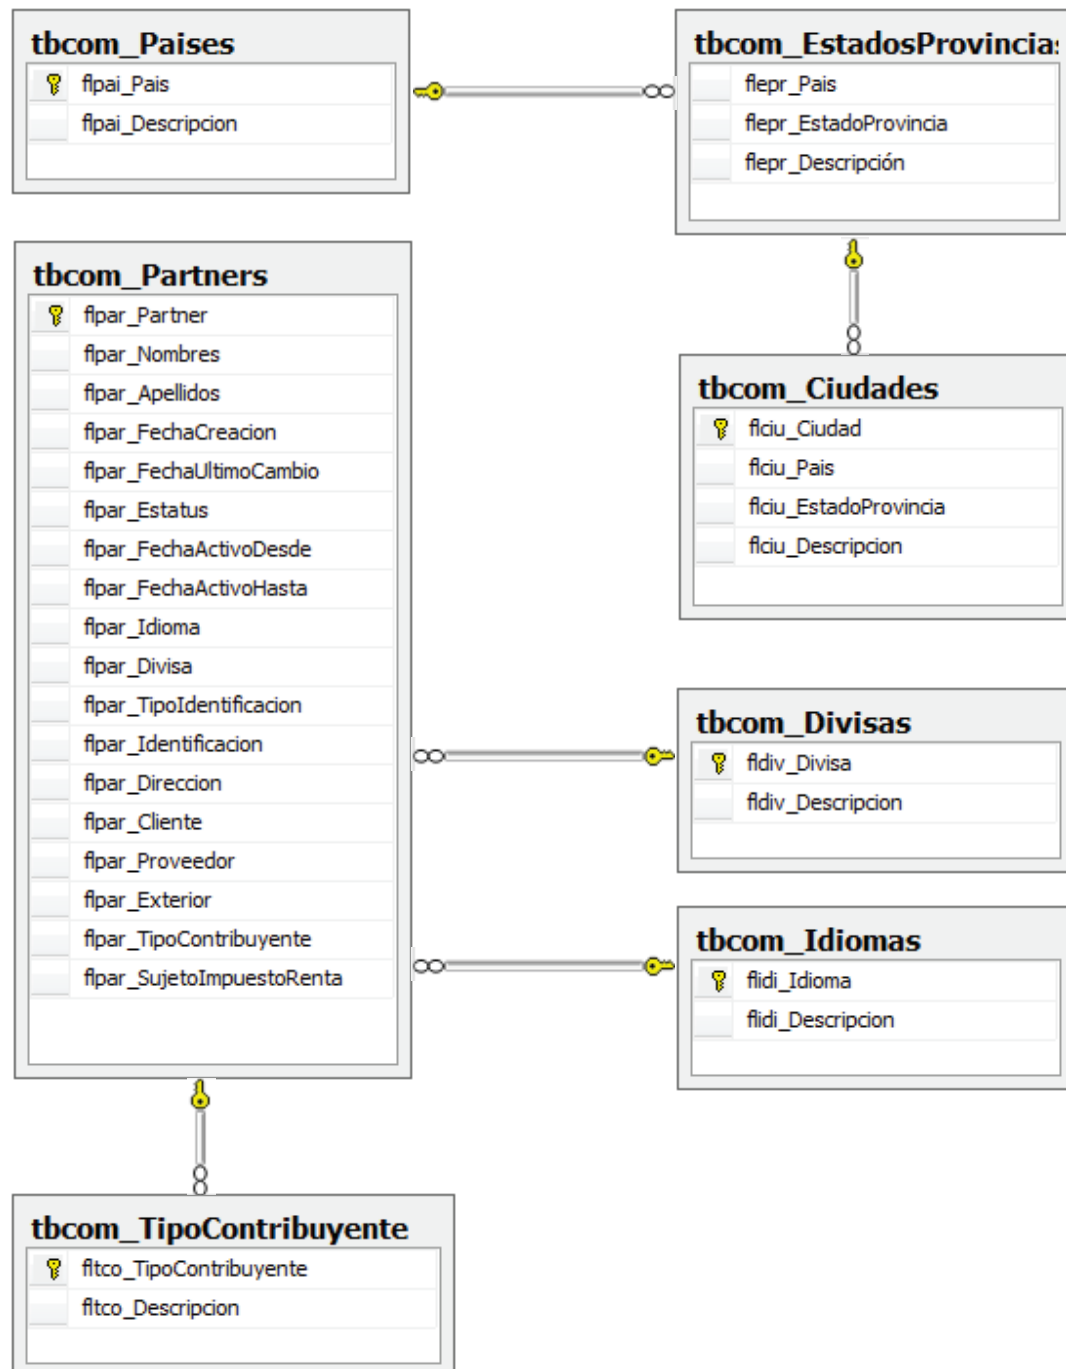 tbcom_Paises
flpai_Pais
flpai_Descripcion
tbcom_EstadosProvincias
flepr_Pais
flepr_EstadoProvincia
flepr_Descripción
tbcom_Partners
flpar_Partner
flpar_Nombres
flpar_Apellidos
flpar_FechaCreacion
flpar_FechaUltimoCambio
flpar_Estatus
flpar_FechaActivoDesde
flpar_FechaActivoHasta
flpar_Idioma
flpar_Divisa
flpar_TipoIdentificacion
flpar_Identificacion
flpar_Direccion
flpar_Cliente
flpar_Proveedor
flpar_Exterior
flpar_TipoContribuyente
flpar_SujetoImpuestoRenta
tbcom_Ciudades
flciu_Ciudad
flciu_Pais
flciu_EstadoProvincia
flciu_Descripcion
tbcom_Divisas
fldiv_Divisa
fldiv_Descripcion
tbcom_Idiomas
flidi_Idioma
flidi_Descripcion
tbcom_TipoContribuyente
fltco_TipoContribuyente
fltco_Descripcion